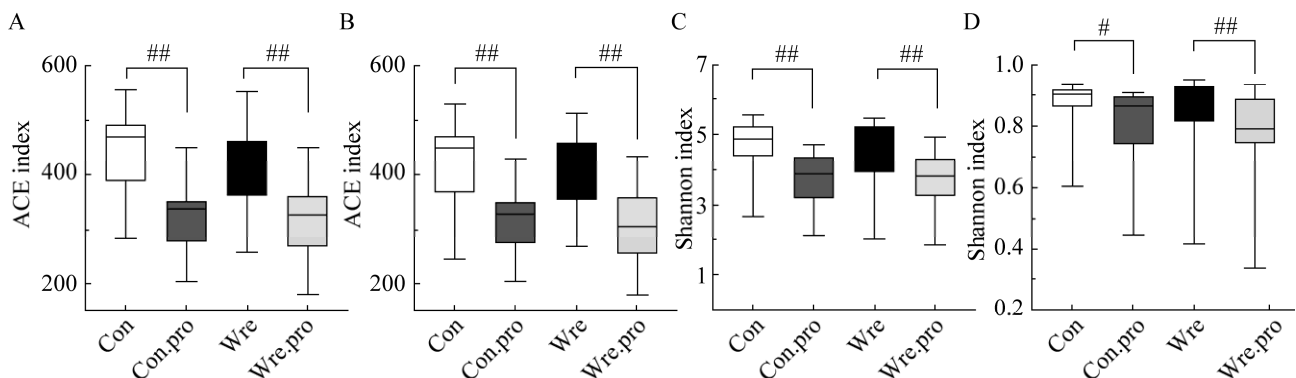 A
ACE index
600
400
200
##
##
Con
Con.pro
Wre
Wre.pro
B
ACE index
600
400
200
##
##
Con
Con.pro
Wre
Wre.pro
C
Shannon index
7
5
3
1
##
##
Con
Con.pro
Wre
Wre.pro
D
Shannon index
1.0
0.8
0.6
0.4
0.2
#
##
Con
Con.pro
Wre
Wre.pro